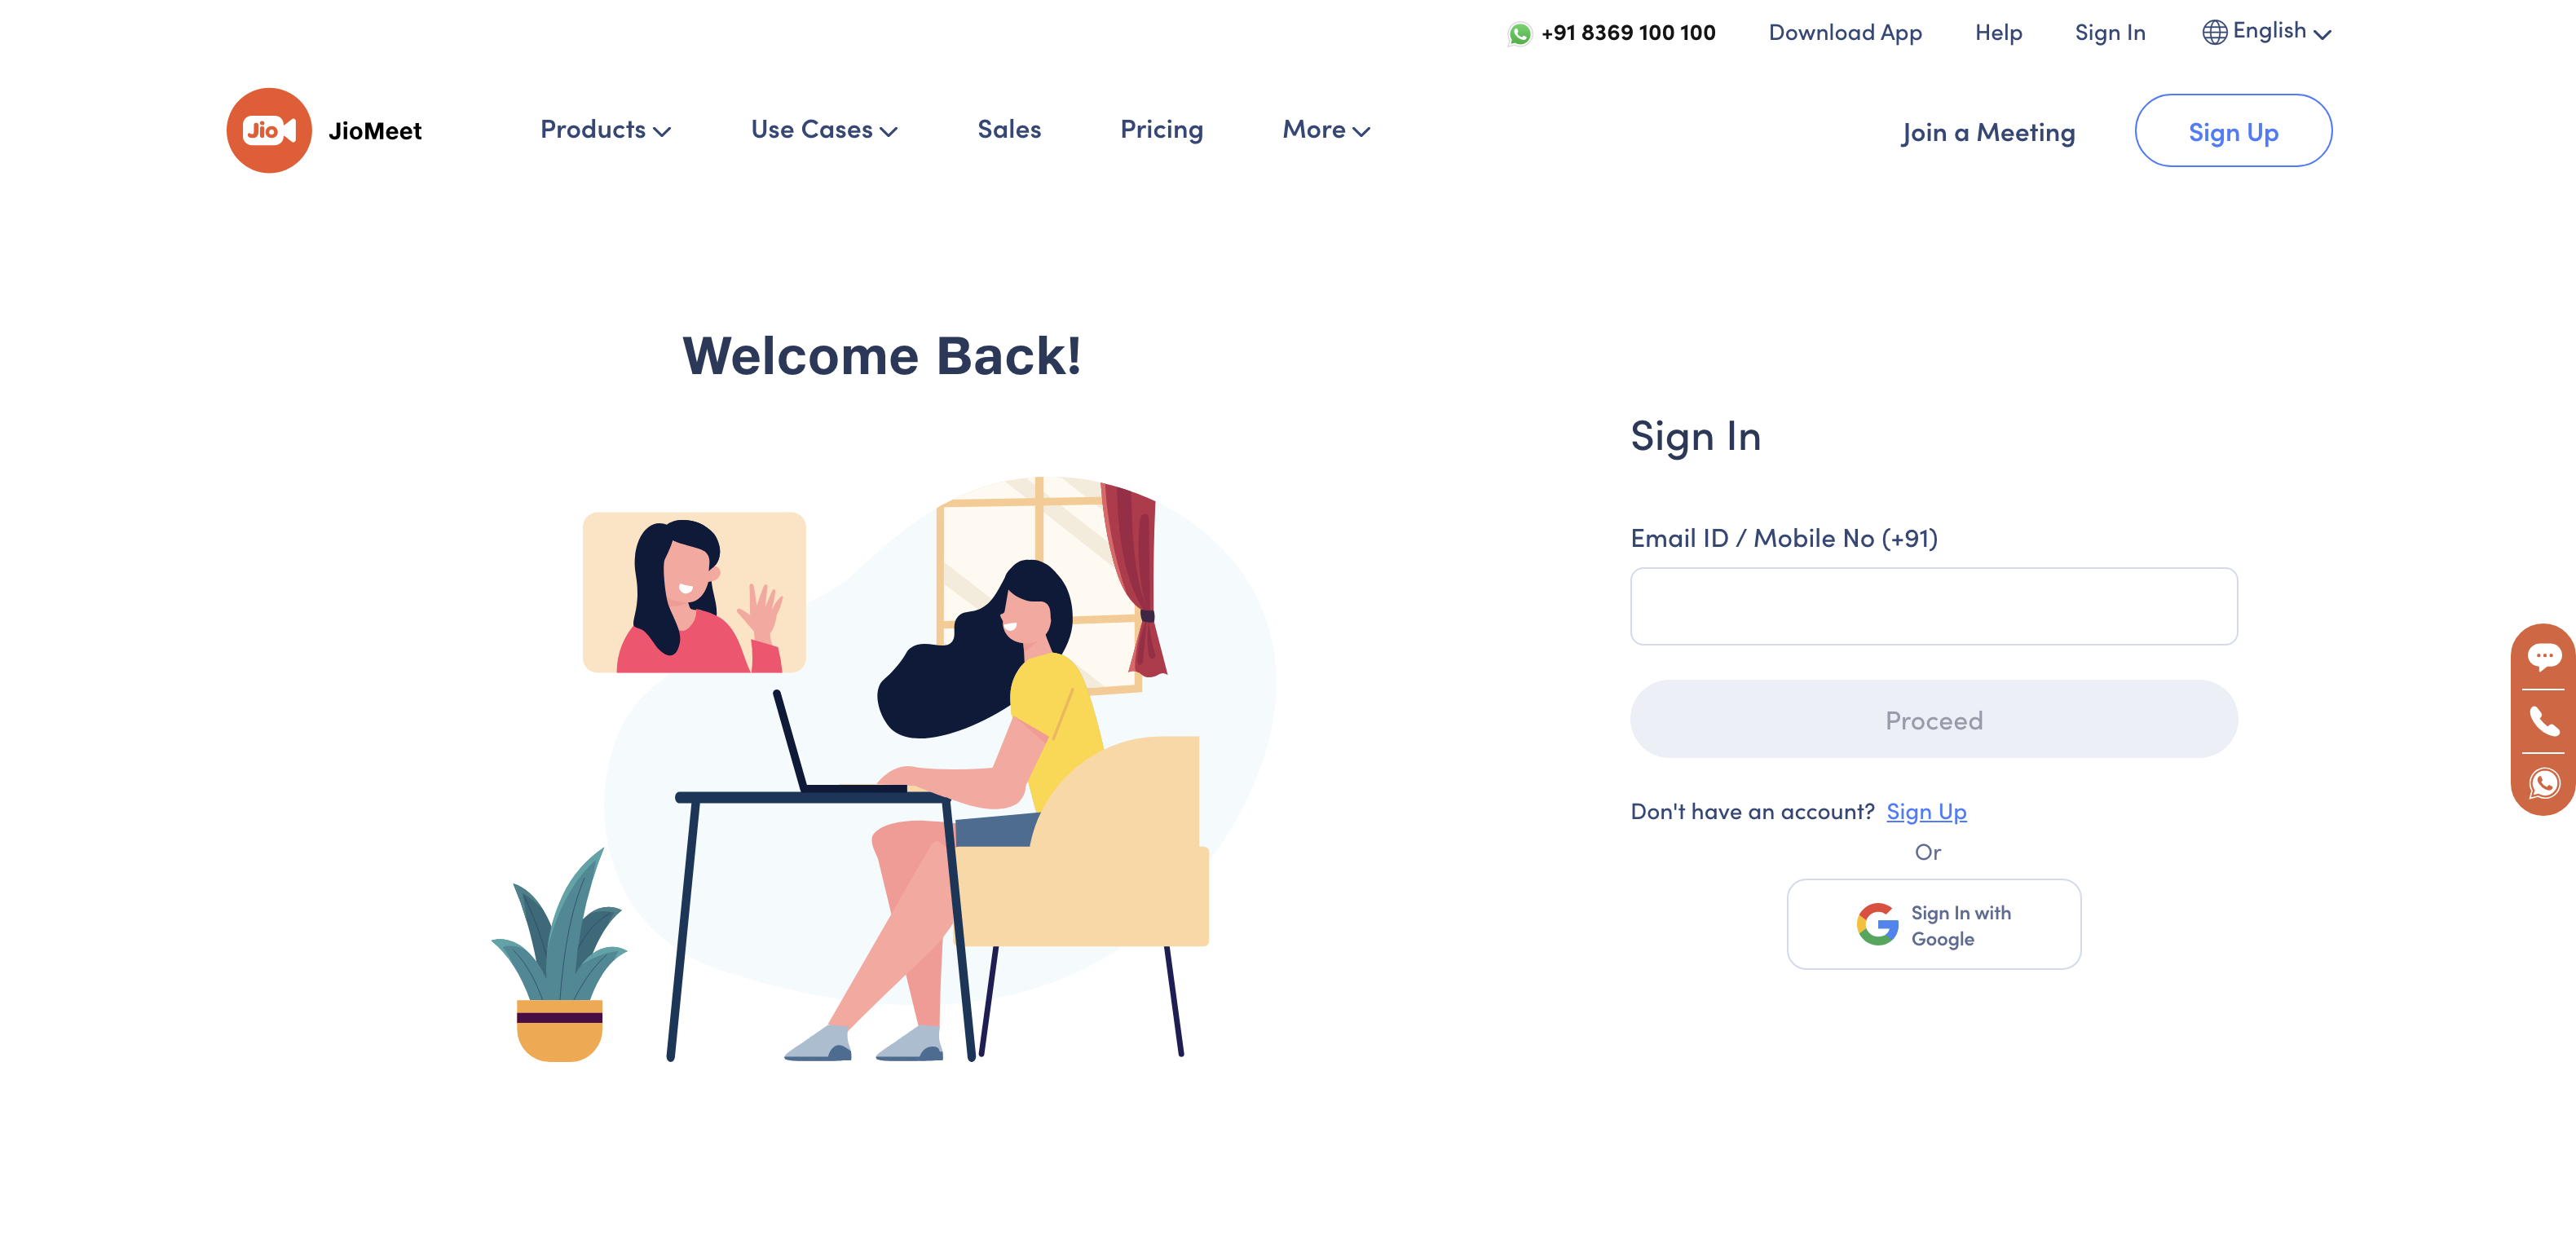 +91 8369 100 100 Download App Help Sign In English
Jio JioMeet Products Use Cases Sales Pricing More Join a Meeting Sign Up
Welcome Back!
Sign In
Email ID / Mobile No (+91)
Proceed
Don't have an account? Sign Up
Or
Sign In with
Google